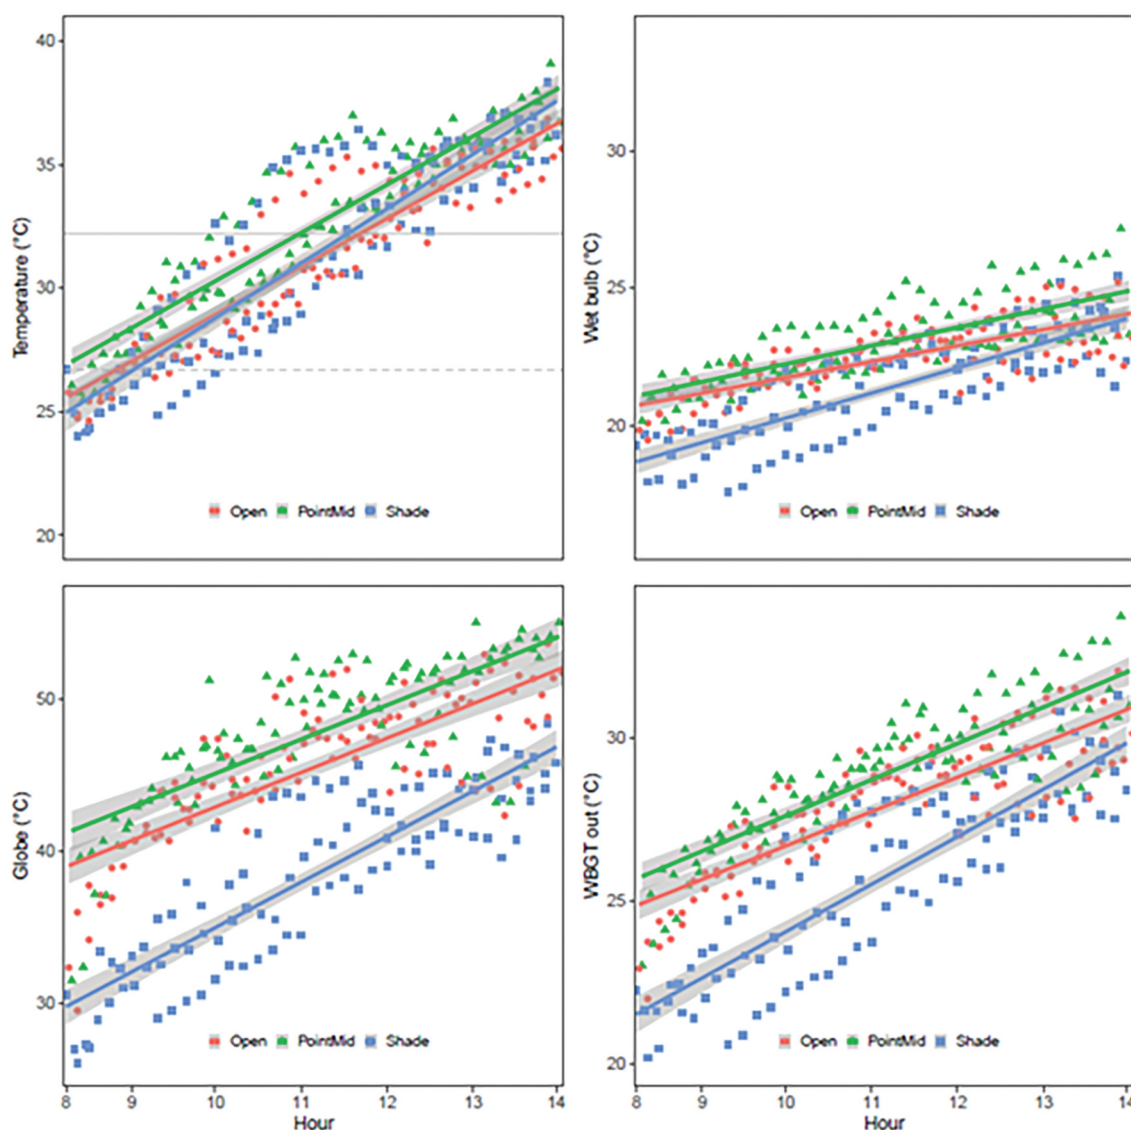 40
35
30
25
20
Temperature (°C)
Open PointMid Shade
30
25
20
Wet bulb (°C)
Open PointMid Shade
50
40
30
Globe (°C)
Open PointMid Shade
8 9 10 11 12 13 14
Hour
30
25
20
WBGT out (°C)
Open PointMid Shade
8 9 10 11 12 13 14
Hour